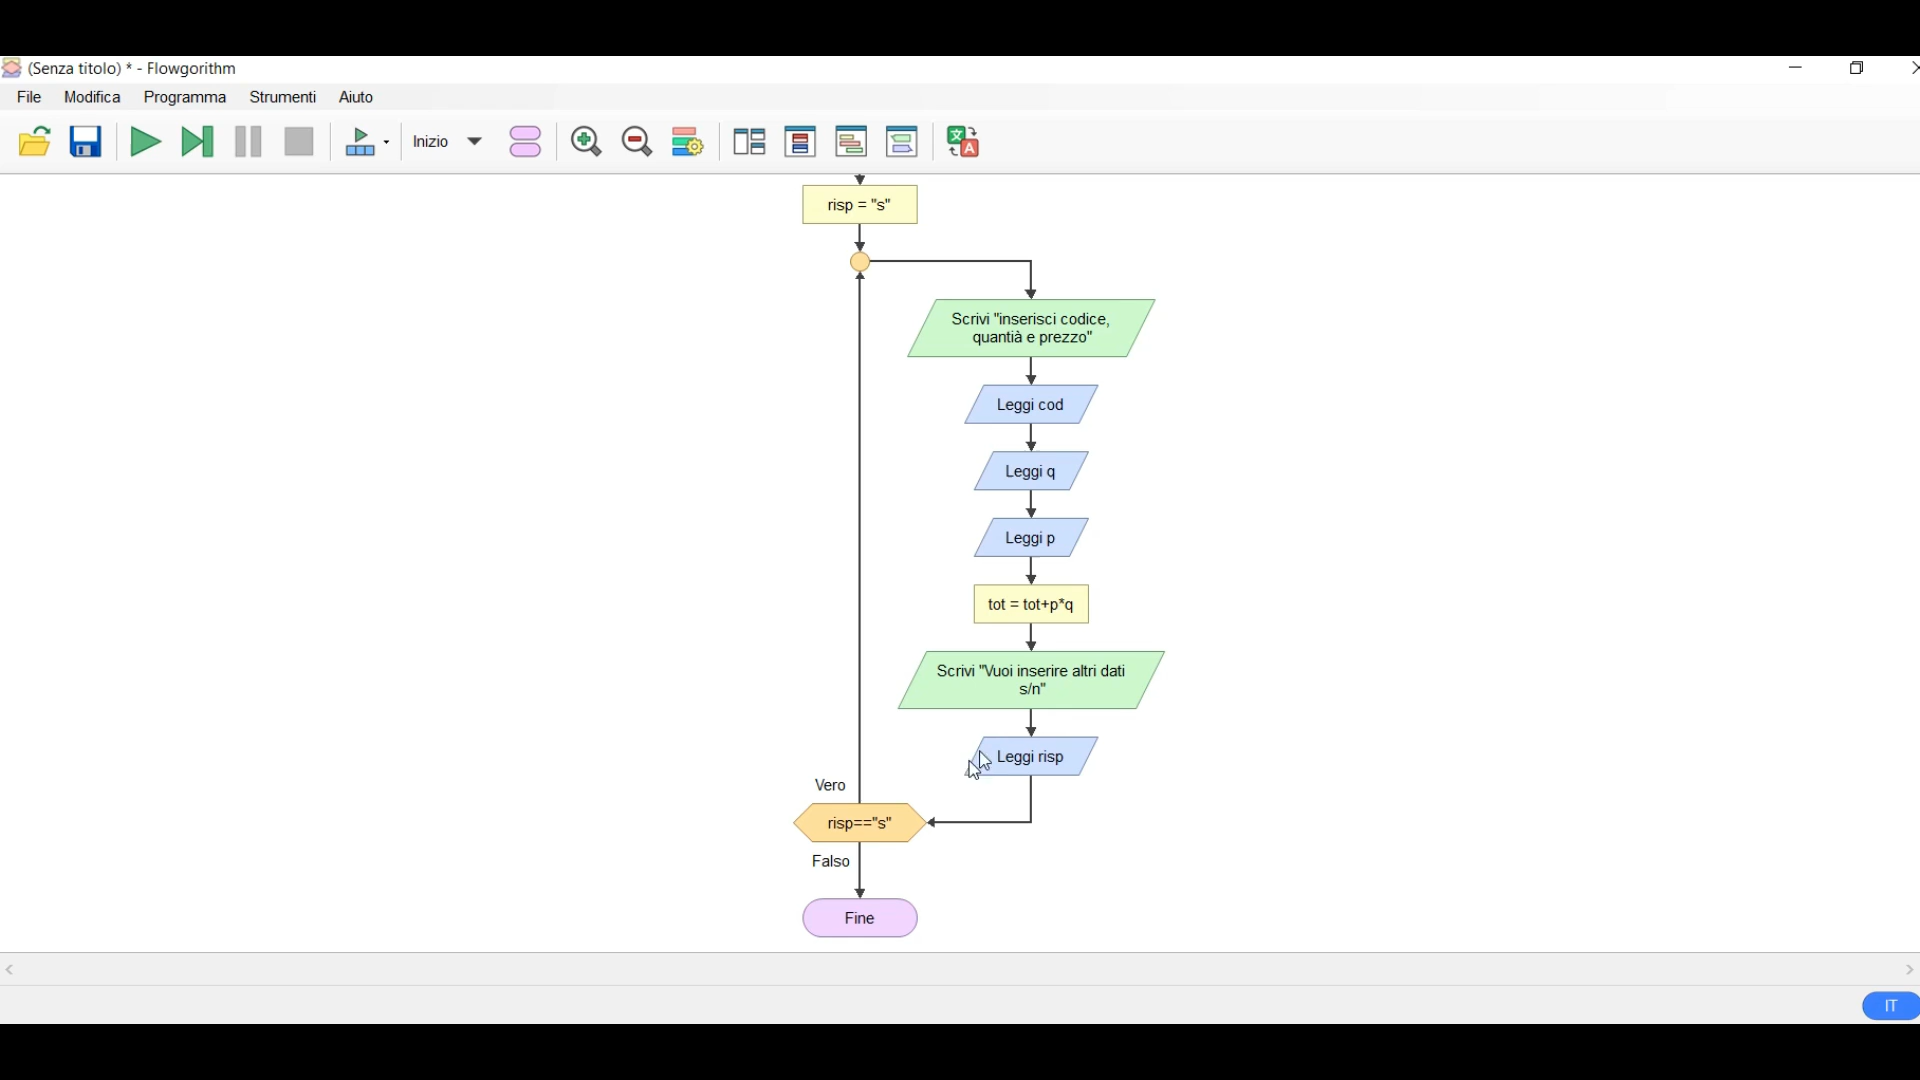 (Senza titolo) * - Flowgorithm
File Modifica Programma Strumenti Aiuto
Inizio
risp = "s"
Scrivi "inserisci codice,
quantià e prezzo"
Leggi cod
Leggi q
Leggi p
tot = tot+p*q
Scrivi "Vuoi inserire altri dati
s/n"
Leggi risp
Vero
risp=="s"
Falso
Fine
IT